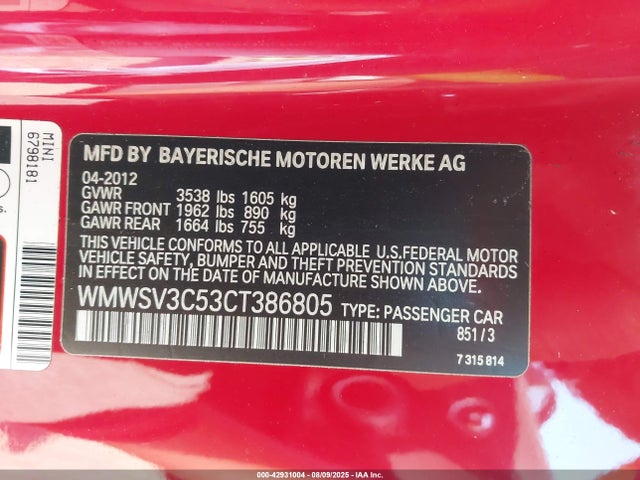 MINI
6798181
s.
MFD BY BAYERISCHE MOTOREN WERKE AG
04-2012
GVWR 3538 lbs 1605 kg
GAWR FRONT 1962 lbs 890 kg
GAWR REAR 1664 lbs 755 kg
THIS VEHICLE CONFORMS TO ALL APPLICABLE U.S.FEDERAL MOTOR
VEHICLE SAFETY, BUMPER AND THEFT PREVENTION STANDARDS
IN EFFECT ON THE DATE OF MANUFACTURE SHOWN ABOVE.
WMWSV3C53CT386805 TYPE: PASSENGER CAR
851/3
7 315 814
000-42931004 | 08/09/2025 - IAA Inc.